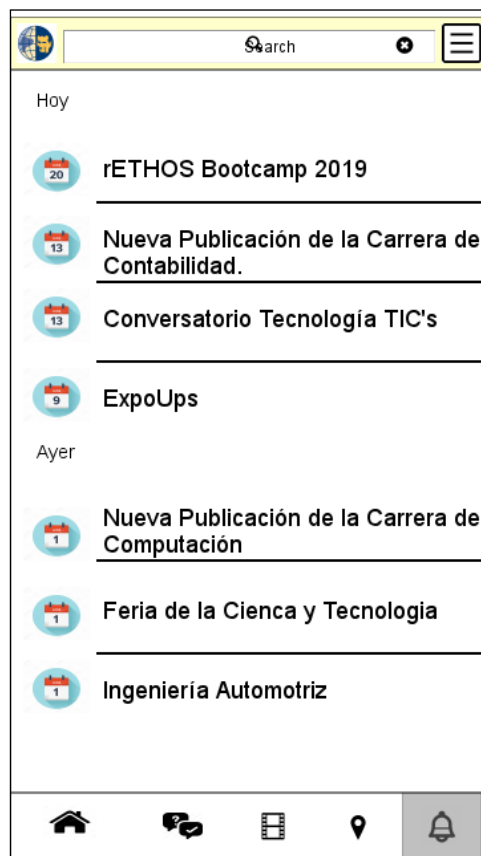 Search
Hoy
20
rETHOS Bootcamp 2019
13
Nueva Publicación de la Carrera de
Contabilidad.
13
Conversatorio Tecnología TIC's
9
ExpoUps
Ayer
1
Nueva Publicación de la Carrera de
Computación
1
Feria de la Cienca y Tecnologia
1
Ingeniería Automotriz